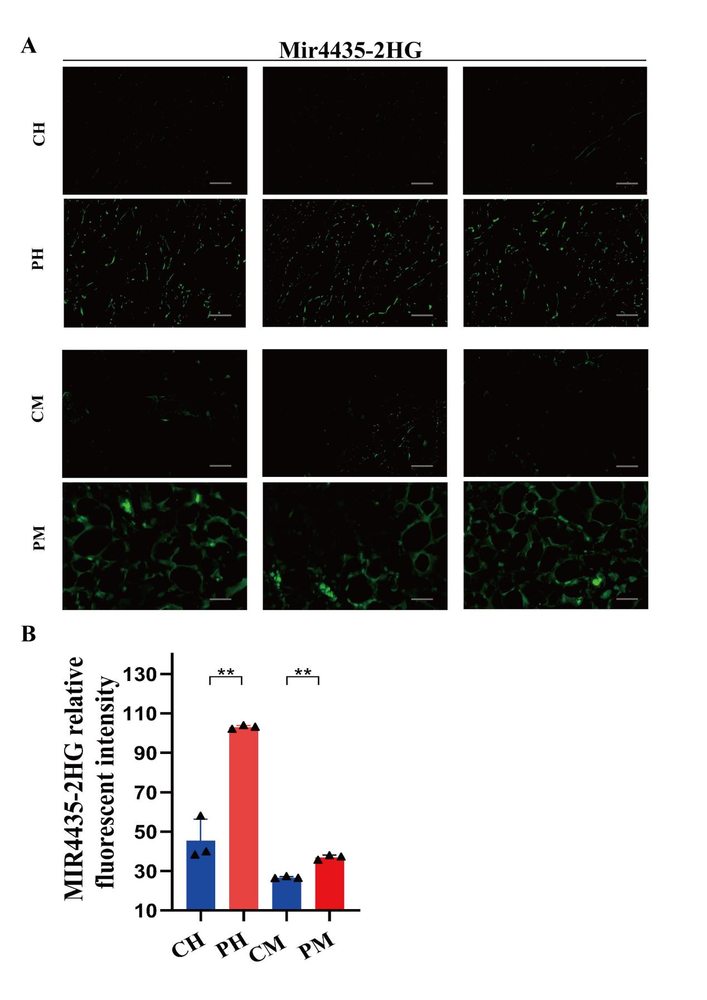 A
Mir4435-2HG
CH
PH
CM
PM
B
MIR4435-2HG relative
fluorescent intensity
130
110
90
70
50
30
10
**
**
CH
PH
CM
PM